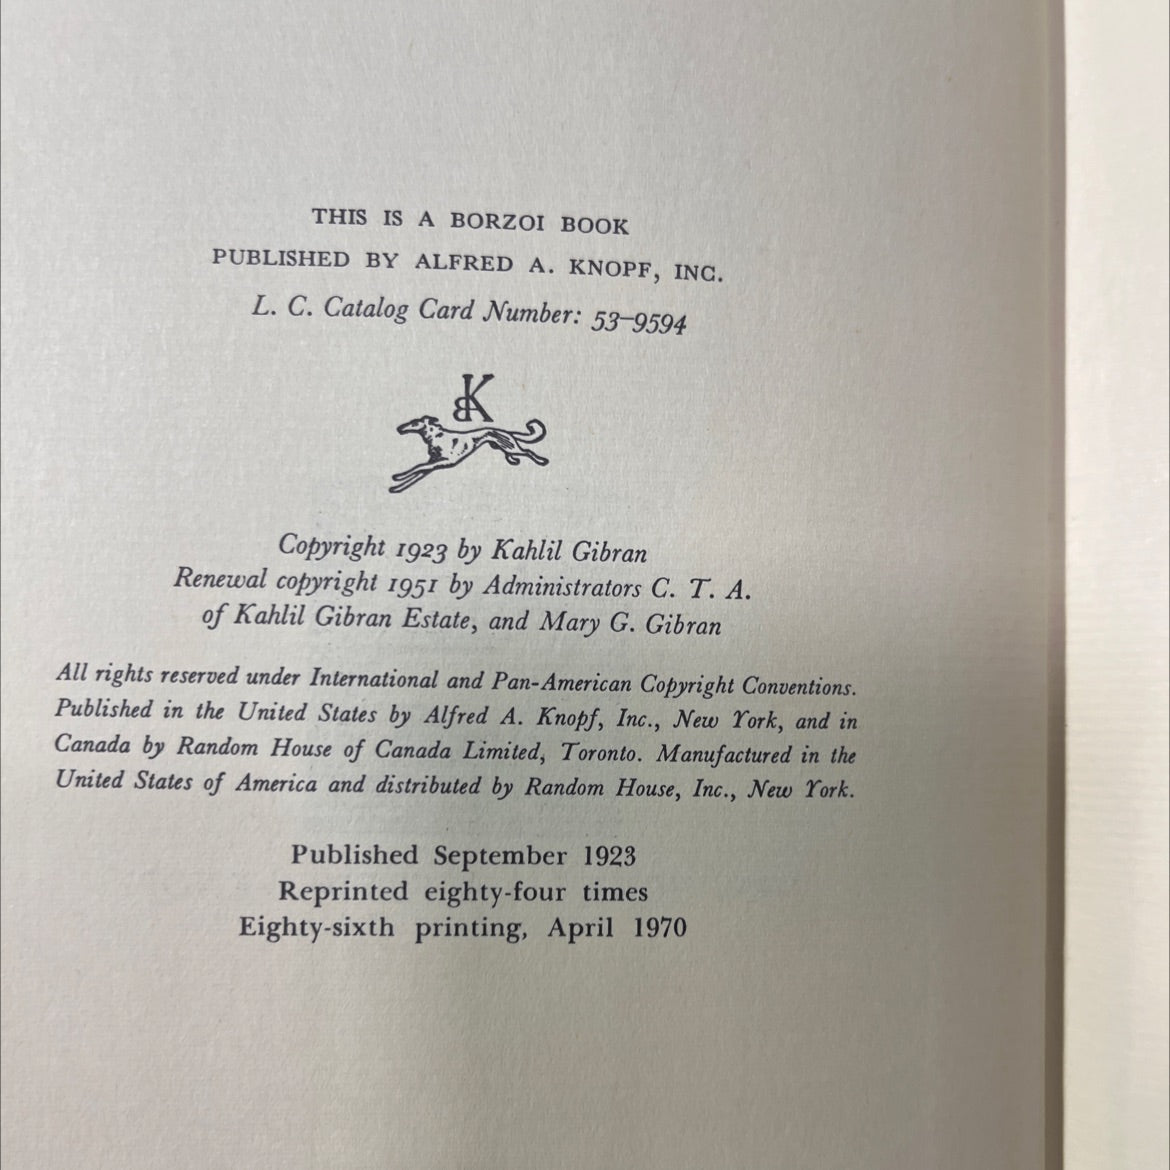 THIS IS A BORZOI BOOK
PUBLISHED BY ALFRED A. KNOPF, INC.
L. C. Catalog Card Number: 53–9594
BK
Copyright 1923 by Kahlil Gibran
Renewal copyright 1951 by Administrators C. T. A.
of Kahlil Gibran Estate, and Mary G. Gibran
All rights reserved under International and Pan-American Copyright Conventions.
Published in the United States by Alfred A. Knopf, Inc., New York, and in
Canada by Random House of Canada Limited, Toronto. Manufactured in the
United States of America and distributed by Random House, Inc., New York.
Published September 1923
Reprinted eighty-four times
Eighty-sixth printing, April 1970